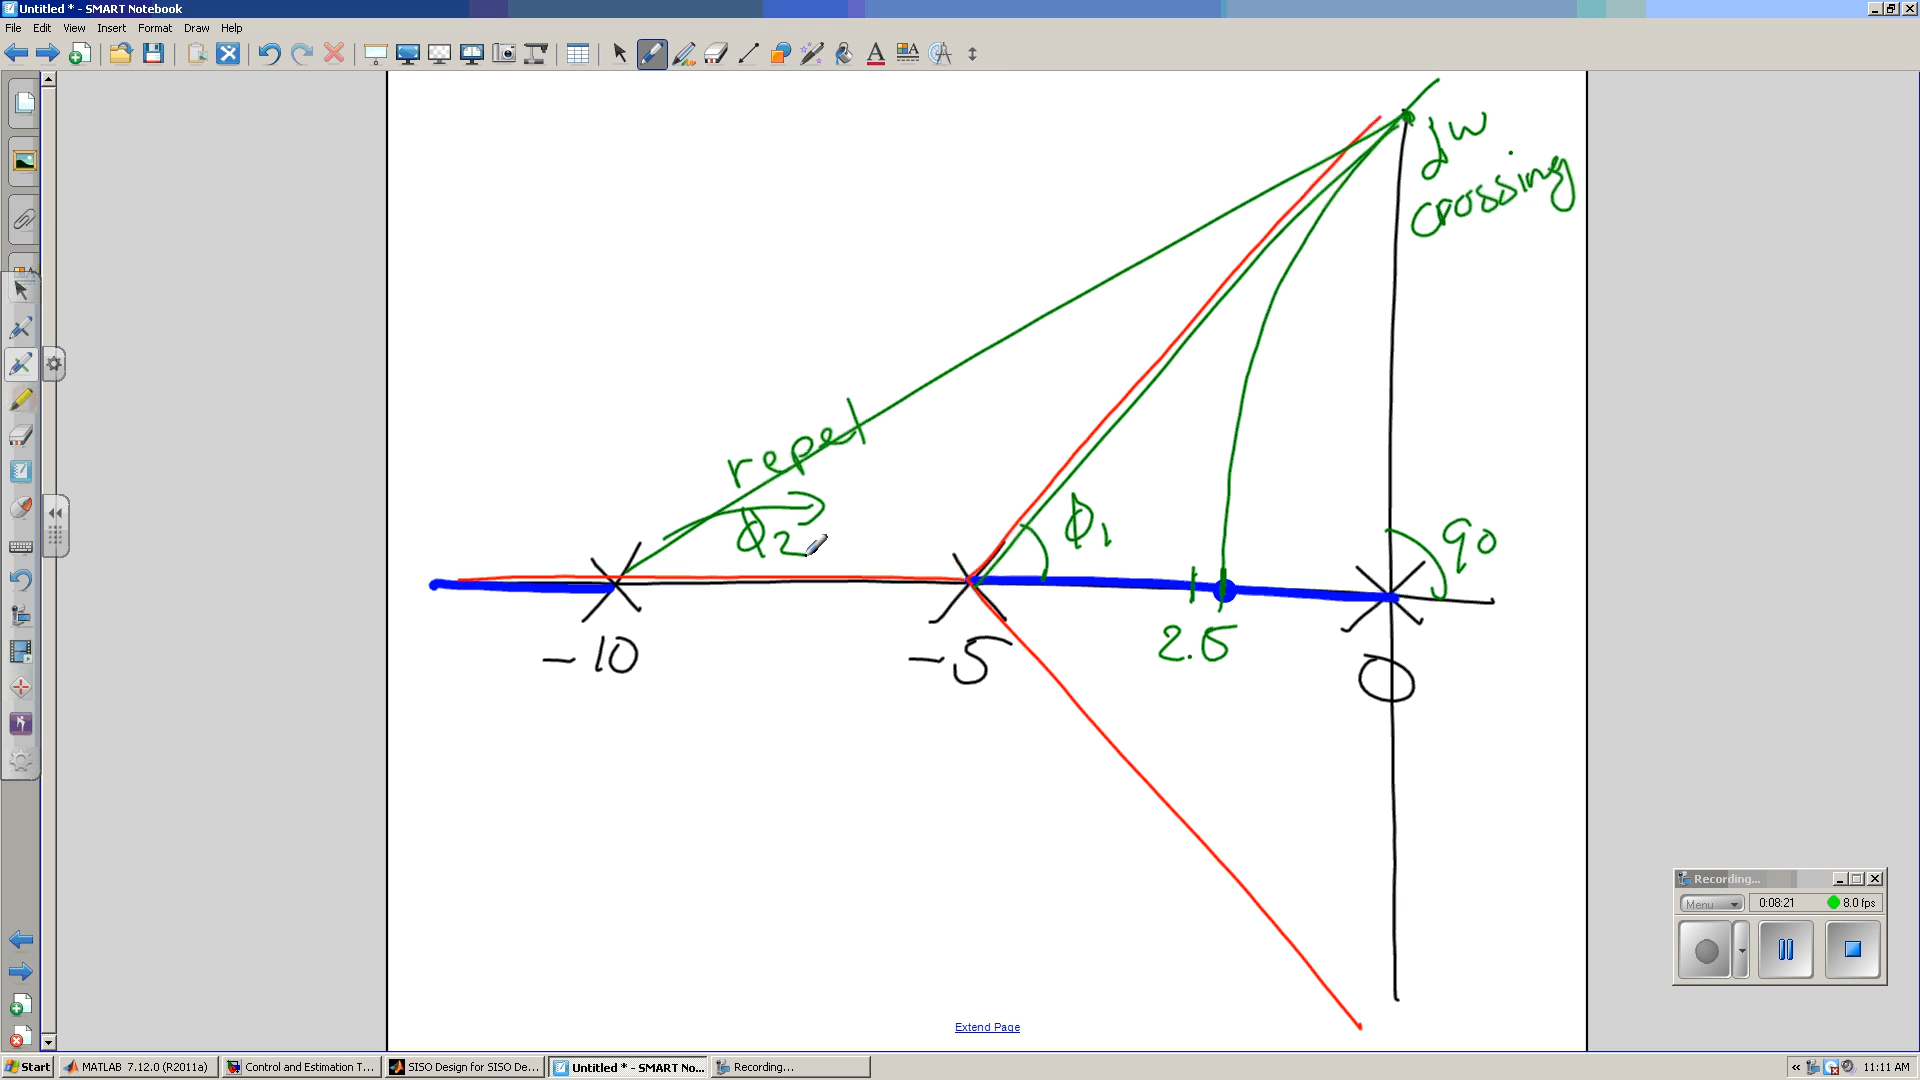 Untitled * - SMART Notebook
File Edit View Insert Format Draw Help
jw
crossing
repet
ϕ2
ϕ1
90
-10
-5
2.5
0
Extend Page
Recording...
Menu
0:08:21
8.0 fps
Start
MATLAB 7.12.0 (R2011a)
Control and Estimation T...
SISO Design for SISO De...
Untitled * - SMART No...
Recording...
11:11 AM